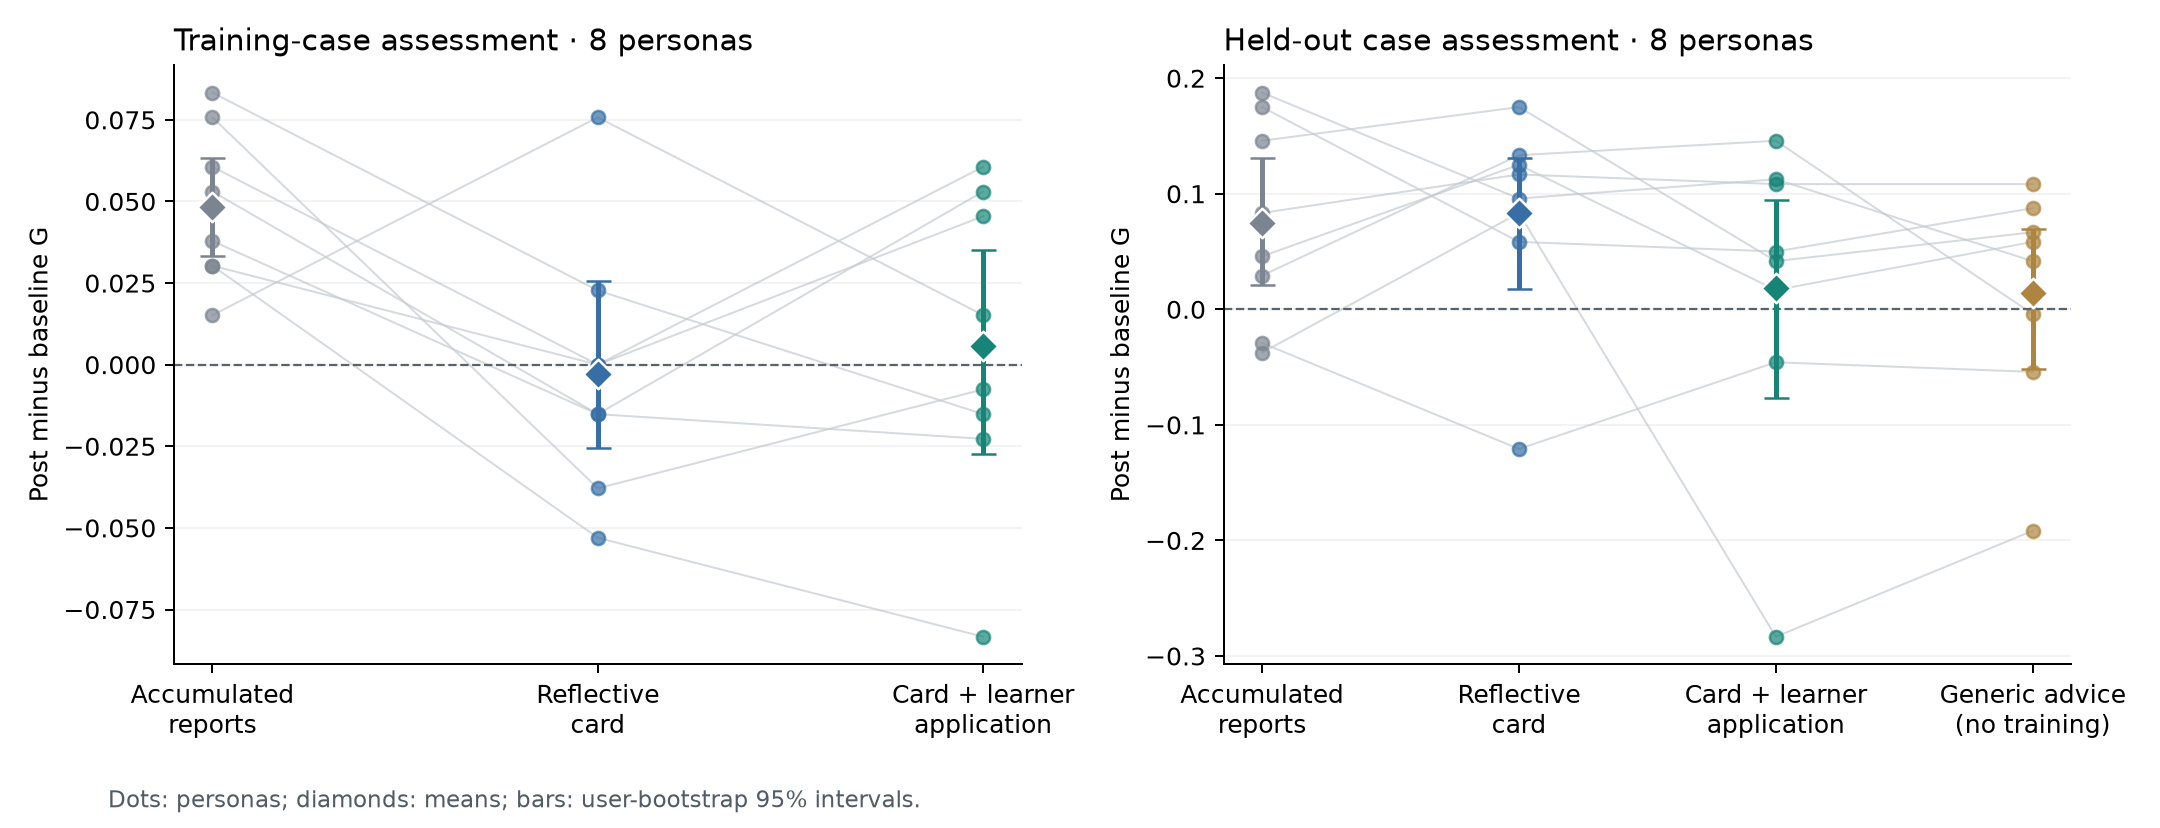 Training-case assessment · 8 personas
Post minus baseline G
0.075
0.050
0.025
0.000
−0.025
−0.050
−0.075
Accumulated
reports
Reflective
card
Card + learner
application
Held-out case assessment · 8 personas
Post minus baseline G
0.2
0.1
0.0
−0.1
−0.2
−0.3
Accumulated
reports
Reflective
card
Card + learner
application
Generic advice
(no training)
Dots: personas; diamonds: means; bars: user-bootstrap 95% intervals.